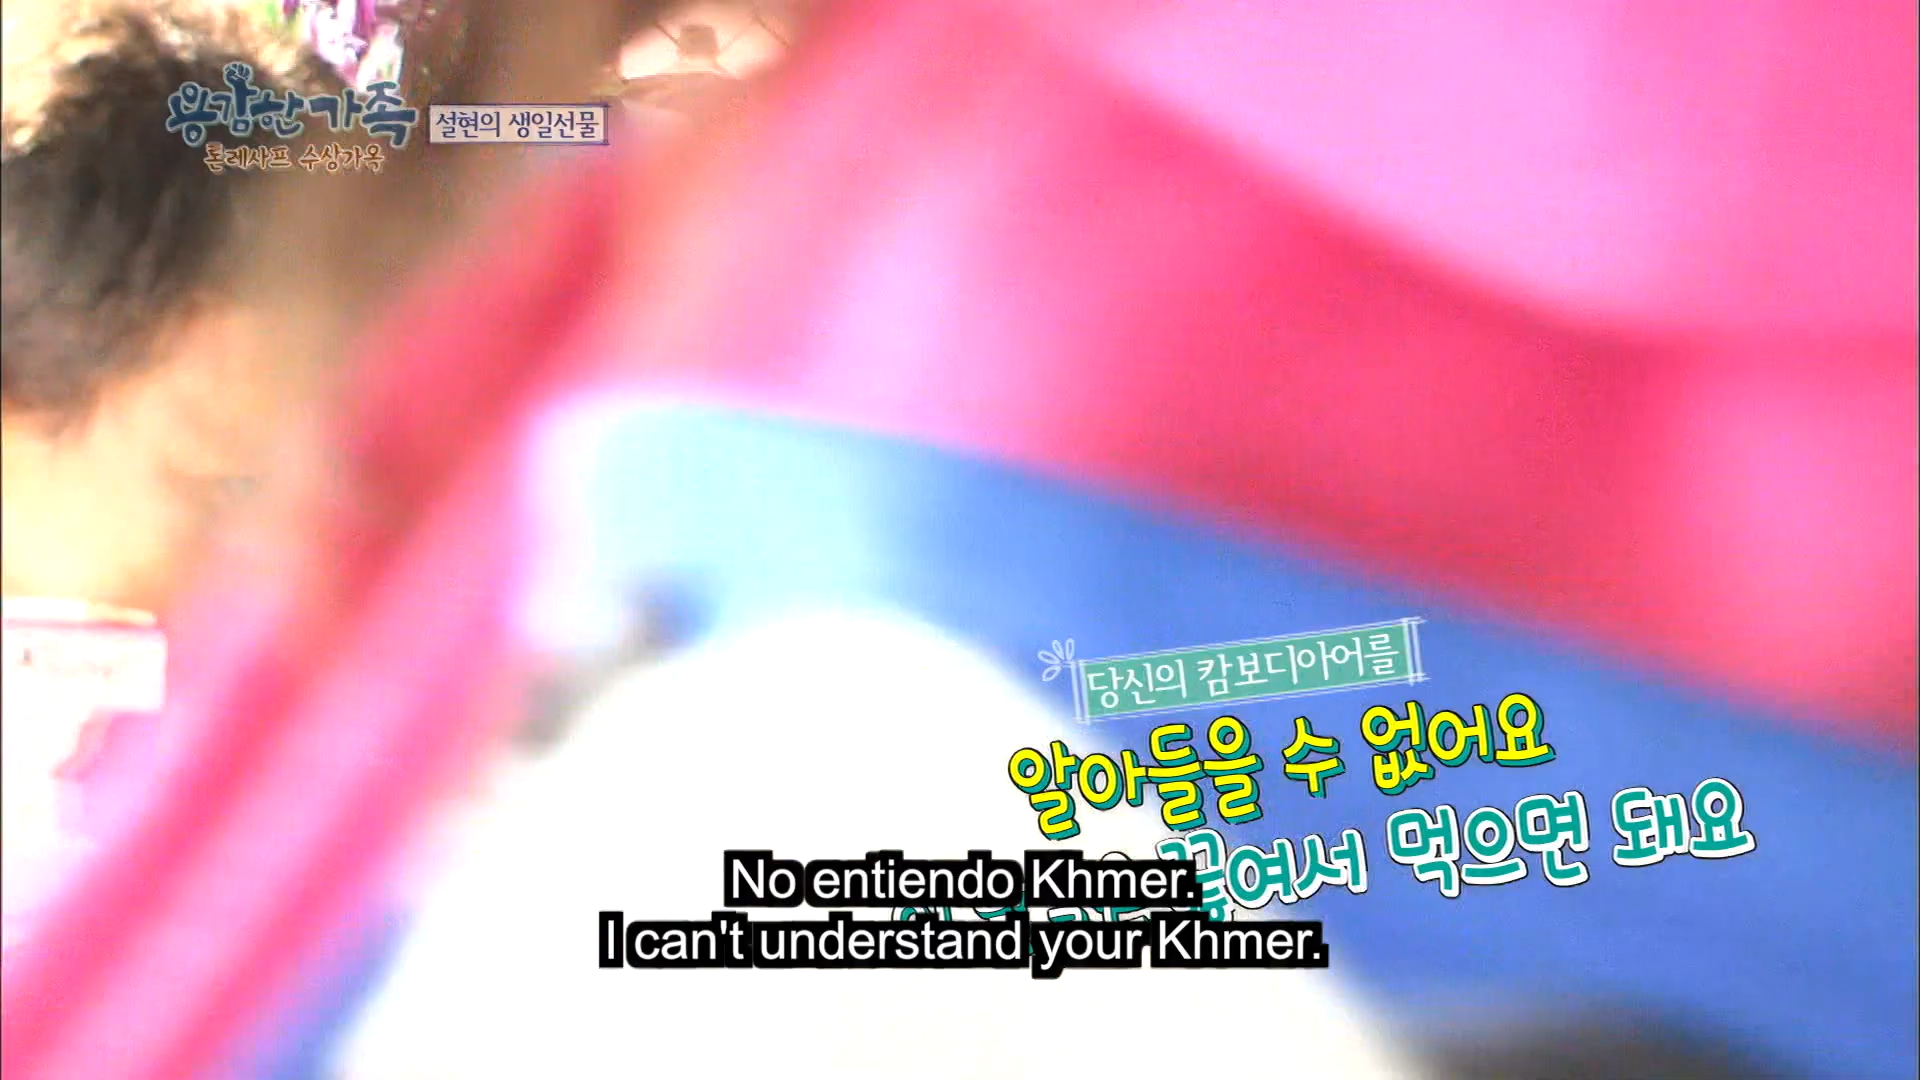 용감한가족
톤레사프 수상가옥
설현의 생일선물
당신의 캄보디아어를
알아들을 수 없어요
끓여서 먹으면 돼요
No entiendo Khmer.
I can't understand your Khmer.